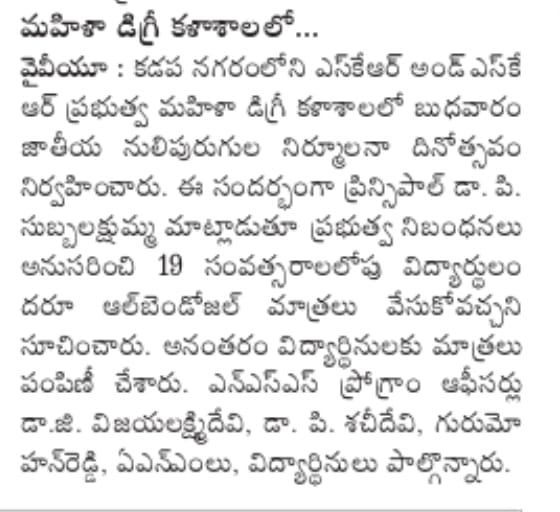 మహిళా డిగ్రీ కళాశాలలో...
వైవీయూ : కడప నగరంలోని ఎస్‌కేఆర్ అండ్ ఎస్‌కే
ఆర్ ప్రభుత్వ మహిళా డిగ్రీ కళాశాలలో బుధవారం
జాతీయ నులిపురుగుల నిర్మూలనా దినోత్సవం
నిర్వహించారు. ఈ సందర్భంగా ప్రిన్సిపాల్ డా. పి.
సుబ్బలక్షుమ్మ మాట్లాడుతూ ప్రభుత్వ నిబంధనలు
అనుసరించి 19 సంవత్సరాలలోపు విద్యార్థులం
దరూ ఆల్‌బెండోజల్ మాత్రలు వేసుకోవచ్చని
సూచించారు. అనంతరం విద్యార్థినులకు మాత్రలు
పంపిణీ చేశారు. ఎన్ఎస్ఎస్ ప్రోగ్రాం ఆఫీసర్లు
డా.జి. విజయలక్ష్మిదేవి, డా. పి. శచీదేవి, గురుమో
హన్‌రెడ్డి, ఏఎన్ఎంలు, విద్యార్థినులు పాల్గొన్నారు.